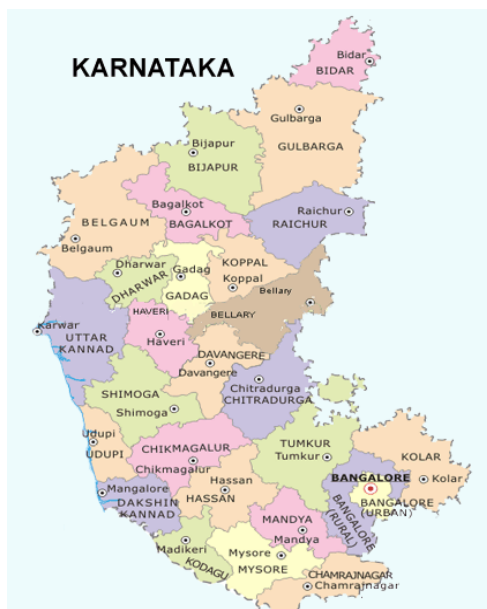 KARNATAKA
Bidar
BIDAR
Gulbarga
GULBARGA
Bijapur
BIJAPUR
Bagalkot
BAGALKOT
Raichur
RAICHUR
BELGAUM
Belgaum
Dharwar
DHARWAR
Gadag
GADAG
KOPPAL
Koppal
Bellary
BELLARY
Karwar
UTTAR
KANNAD
HAVERI
Haveri
DAVANGERE
Davangere
Chitradurga
CHITRADURGA
SHIMOGA
Shimoga
Udupi
UDUPI
CHIKMAGALUR
Chikmagalur
TUMKUR
Tumkur
KOLAR
Kolar
BANGALORE
BANGALORE
(URBAN)
BANGALORE
(RURAL)
Mangalore
DAKSHIN
KANNAD
Hassan
HASSAN
MANDYA
Mandya
Madikeri
KODAGU
Mysore
MYSORE
CHAMRAJNAGAR
Chamrajnagar